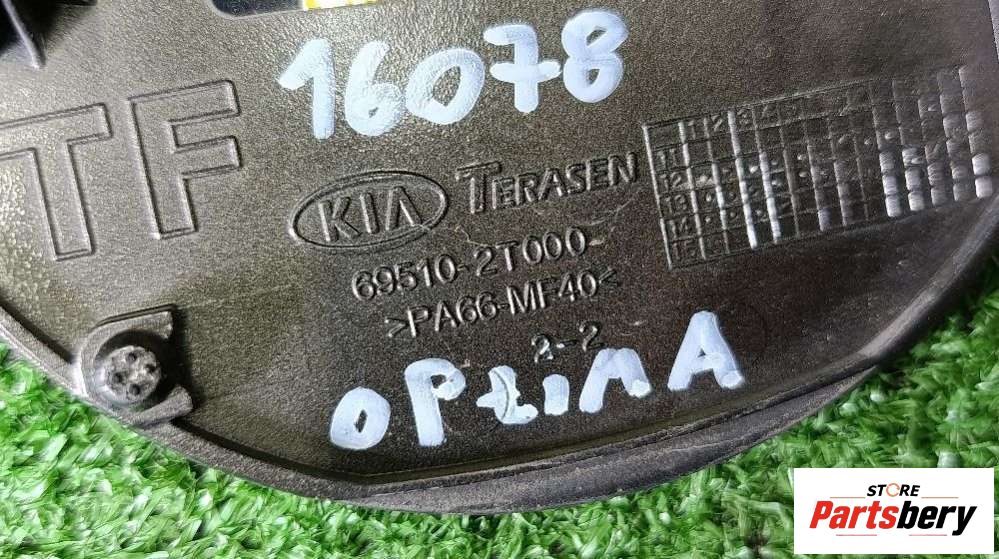 16078
TF
KIA TERASEN
69510-2T000
>PA66-MF40<
2-2
OPtimA
STORE
Partsbery